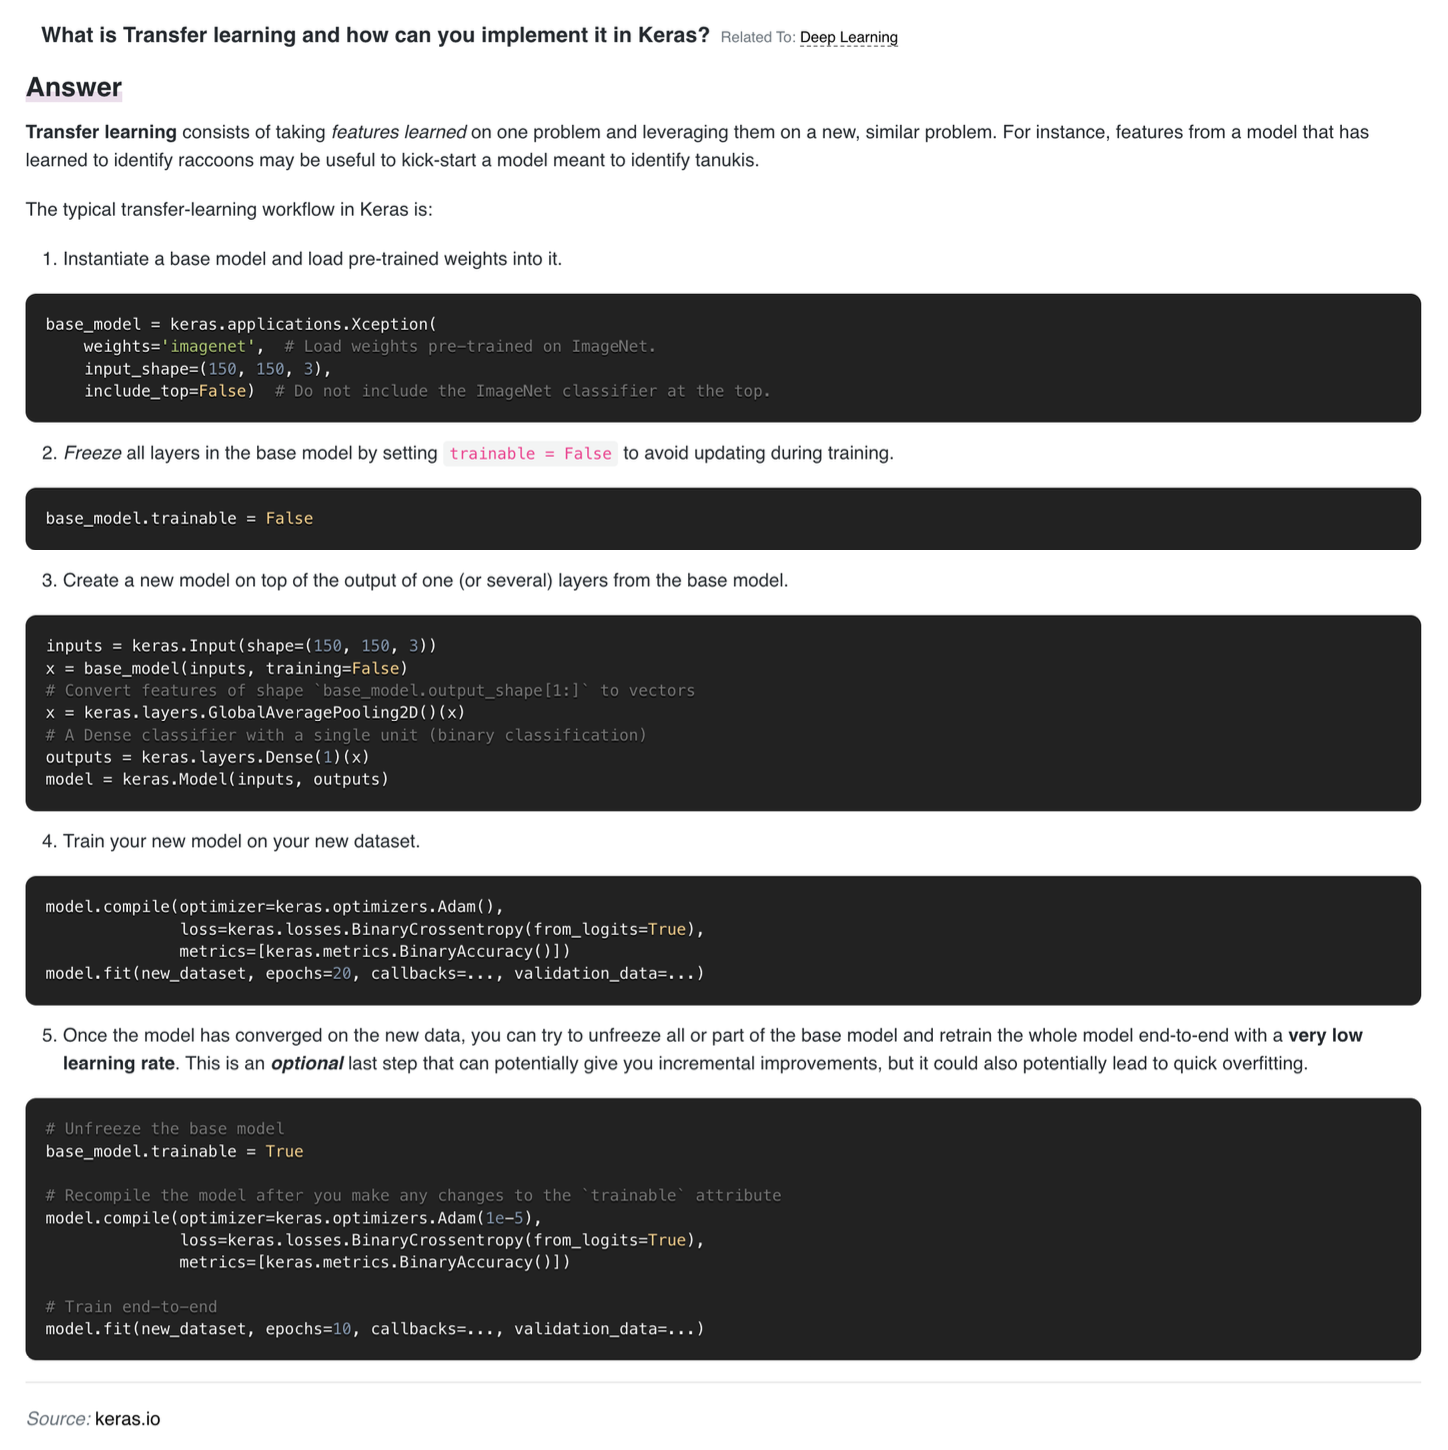 What is Transfer learning and how can you implement it in Keras? Related To: Deep Learning
Answer
Transfer learning consists of taking features learned on one problem and leveraging them on a new, similar problem. For instance, features from a model that has
learned to identify raccoons may be useful to kick-start a model meant to identify tanukis.
The typical transfer-learning workflow in Keras is:
1. Instantiate a base model and load pre-trained weights into it.
base_model = keras.applications.Xception(
    weights='imagenet',  # Load weights pre-trained on ImageNet.
    input_shape=(150, 150, 3),
    include_top=False)  # Do not include the ImageNet classifier at the top.
2. Freeze all layers in the base model by setting trainable = False to avoid updating during training.
base_model.trainable = False
3. Create a new model on top of the output of one (or several) layers from the base model.
inputs = keras.Input(shape=(150, 150, 3))
x = base_model(inputs, training=False)
# Convert features of shape `base_model.output_shape[1:]` to vectors
x = keras.layers.GlobalAveragePooling2D()(x)
# A Dense classifier with a single unit (binary classification)
outputs = keras.layers.Dense(1)(x)
model = keras.Model(inputs, outputs)
4. Train your new model on your new dataset.
model.compile(optimizer=keras.optimizers.Adam(),
              loss=keras.losses.BinaryCrossentropy(from_logits=True),
              metrics=[keras.metrics.BinaryAccuracy()])
model.fit(new_dataset, epochs=20, callbacks=..., validation_data=...)
5. Once the model has converged on the new data, you can try to unfreeze all or part of the base model and retrain the whole model end-to-end with a very low
learning rate. This is an optional last step that can potentially give you incremental improvements, but it could also potentially lead to quick overfitting.
# Unfreeze the base model
base_model.trainable = True
# Recompile the model after you make any changes to the `trainable` attribute
model.compile(optimizer=keras.optimizers.Adam(1e-5),
              loss=keras.losses.BinaryCrossentropy(from_logits=True),
              metrics=[keras.metrics.BinaryAccuracy()])
# Train end-to-end
model.fit(new_dataset, epochs=10, callbacks=..., validation_data=...)
Source: keras.io